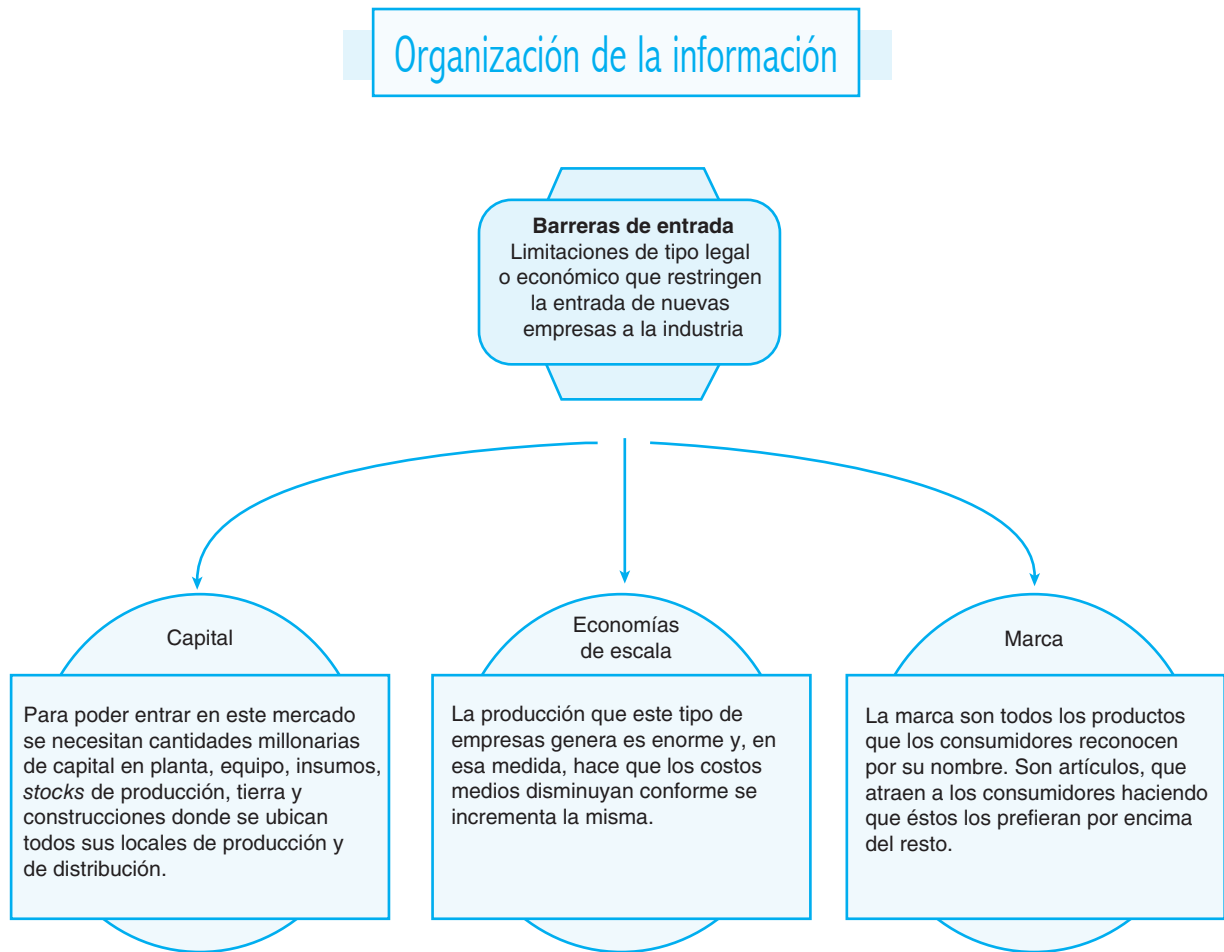 Organización de la información
Barreras de entrada
Limitaciones de tipo legal
o económico que restringen
la entrada de nuevas
empresas a la industria
Capital
Para poder entrar en este mercado
se necesitan cantidades millonarias
de capital en planta, equipo, insumos,
stocks de producción, tierra y
construcciones donde se ubican
todos sus locales de producción y
de distribución.
Economías
de escala
La producción que este tipo de
empresas genera es enorme y, en
esa medida, hace que los costos
medios disminuyan conforme se
incrementa la misma.
Marca
La marca son todos los productos
que los consumidores reconocen
por su nombre. Son artículos, que
atraen a los consumidores haciendo
que éstos los prefieran por encima
del resto.